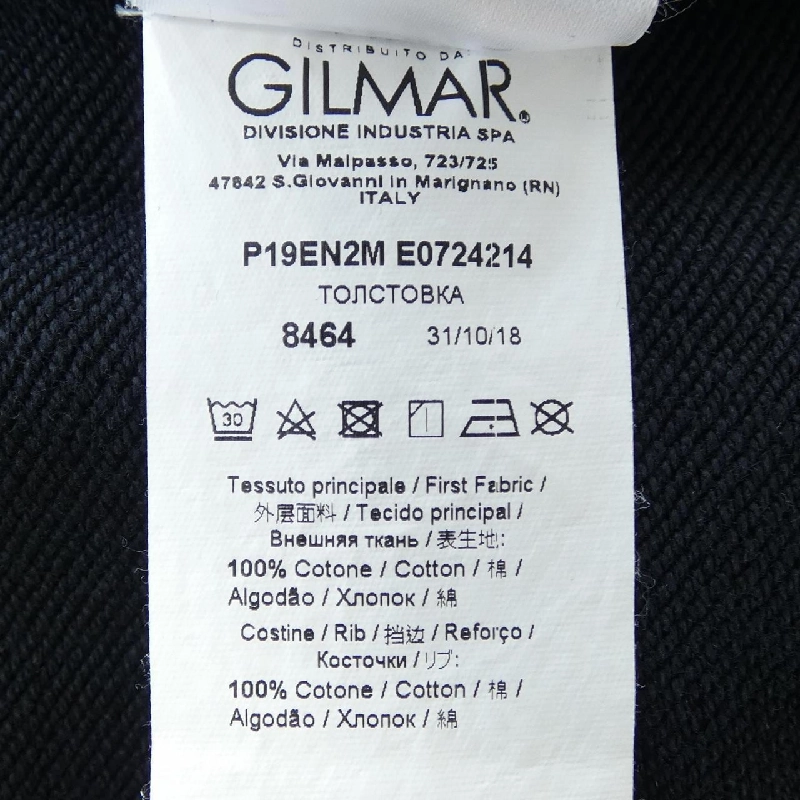 DISTRIBUITO DA:
GILMAR®
DIVISIONE INDUSTRIA SPA
Via Malpasso, 723/725
47842 S.Giovanni in Marignano (RN)
ITALY
P19EN2M E0724214
ТОЛСТОВКА
8464 31/10/18
30
Tessuto principale / First Fabric /
外层面料 / Tecido principal /
Внешняя ткань / 表生地:
100% Cotone / Cotton / 棉 /
Algodão / Хлопок / 綿
Costine / Rib / 挡边 / Reforço /
Косточки / リブ:
100% Cotone / Cotton / 棉 /
Algodão / Хлопок / 綿